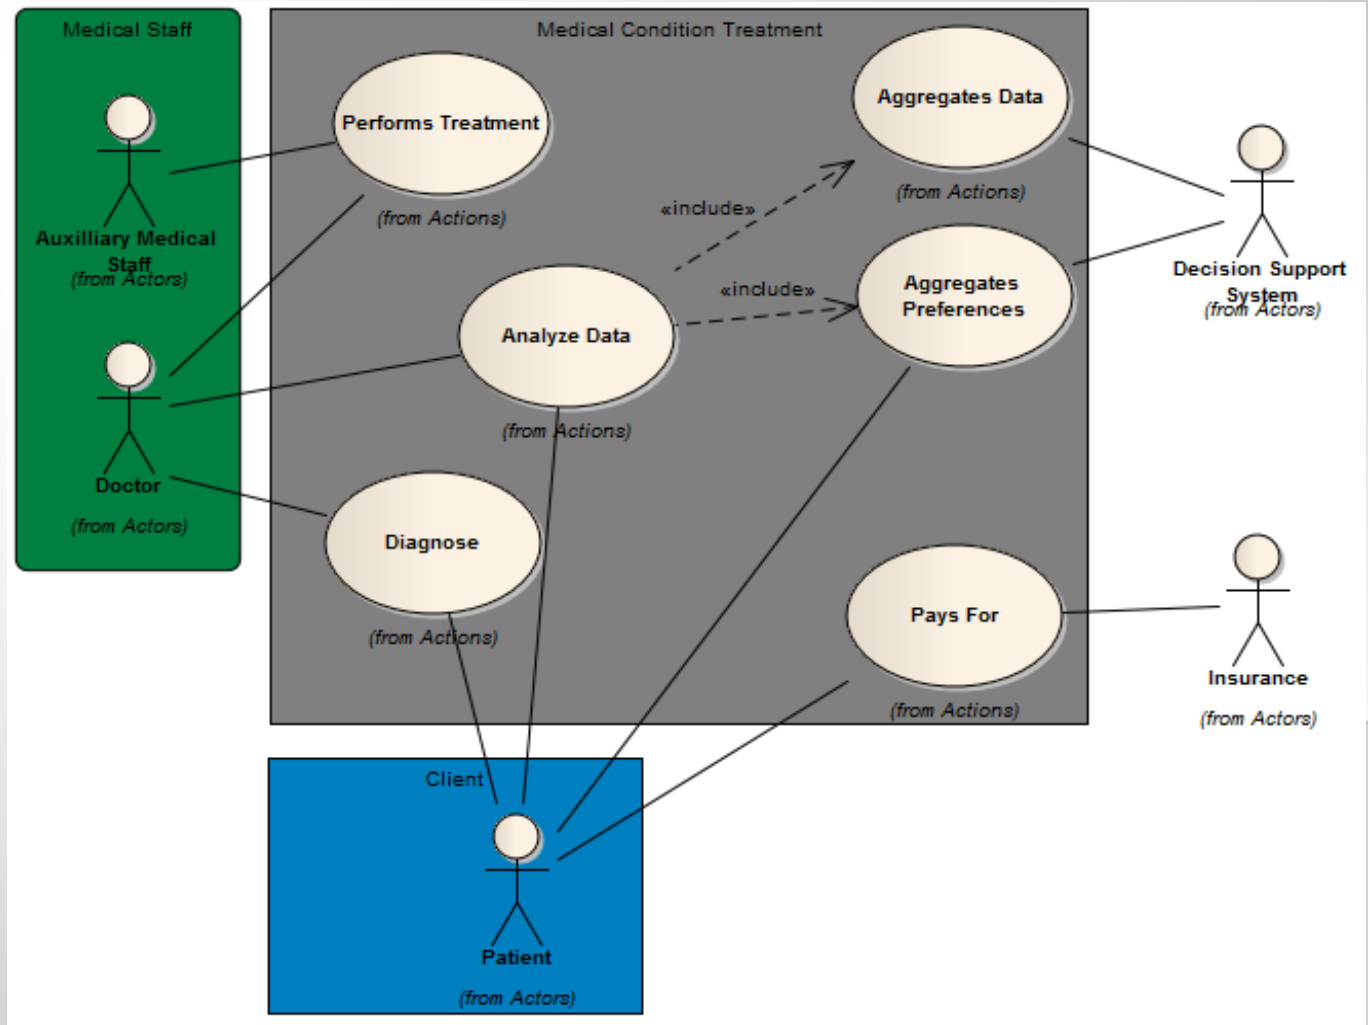 Medical Staff
Auxilliary Medical
Staff
(from Actors)
Doctor
(from Actors)
Medical Condition Treatment
Performs Treatment
(from Actions)
Aggregates Data
(from Actions)
«include»
«include»
Aggregates
Preferences
Analyze Data
(from Actions)
Diagnose
(from Actions)
Pays For
(from Actions)
Decision Support
System
(from Actors)
Insurance
(from Actors)
Client
Patient
(from Actors)